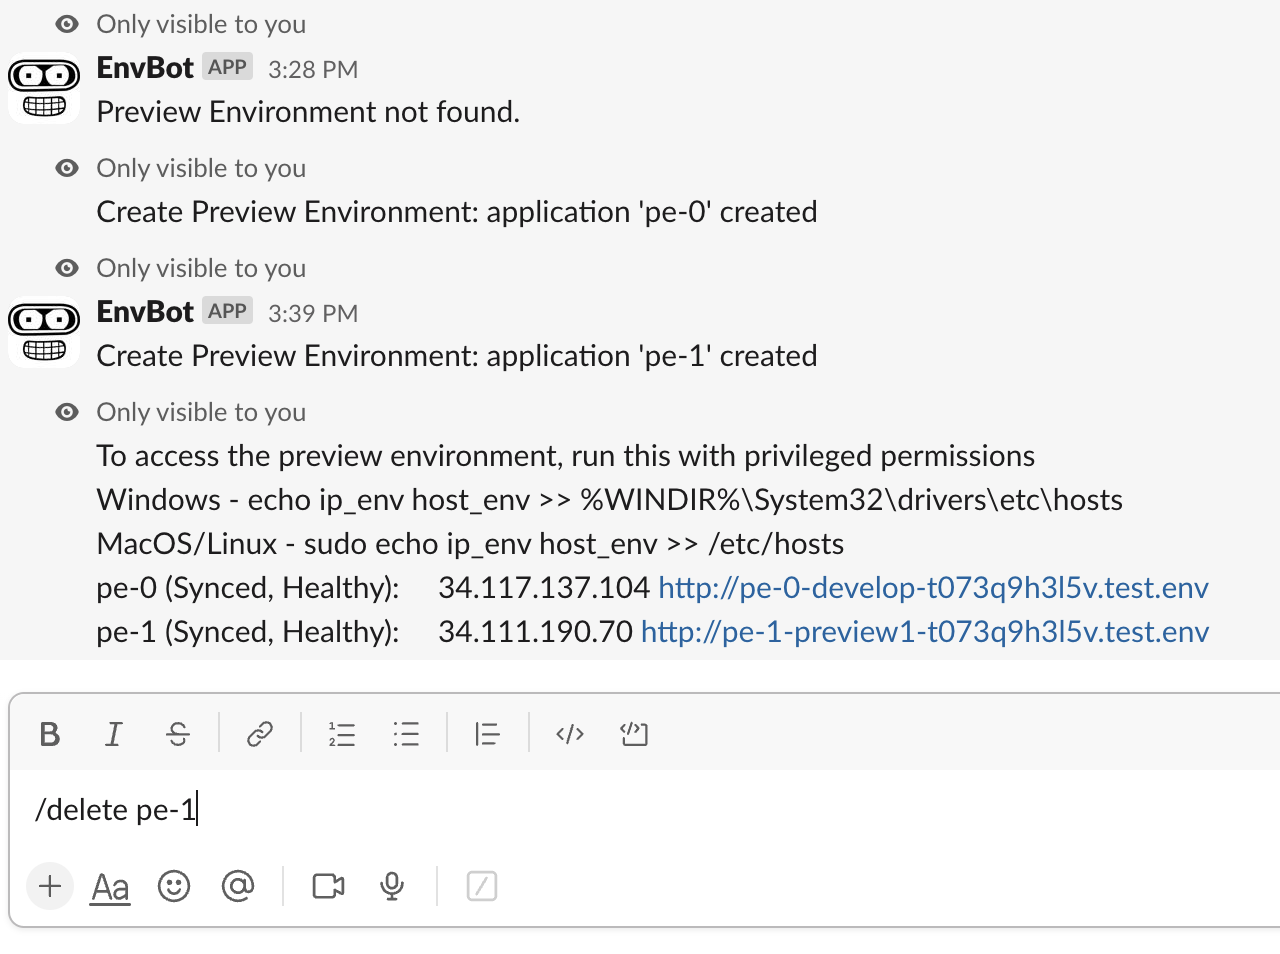 Only visible to you
EnvBot APP 3:28 PM
Preview Environment not found.
Only visible to you
Create Preview Environment: application 'pe-0' created
Only visible to you
EnvBot APP 3:39 PM
Create Preview Environment: application 'pe-1' created
Only visible to you
To access the preview environment, run this with privileged permissions
Windows - echo ip_env host_env >> %WINDIR%\System32\drivers\etc\hosts
MacOS/Linux - sudo echo ip_env host_env >> /etc/hosts
pe-0 (Synced, Healthy): 34.117.137.104 http://pe-0-develop-t073q9h3l5v.test.env
pe-1 (Synced, Healthy): 34.111.190.70 http://pe-1-preview1-t073q9h3l5v.test.env
B I S
/delete pe-1
Aa @